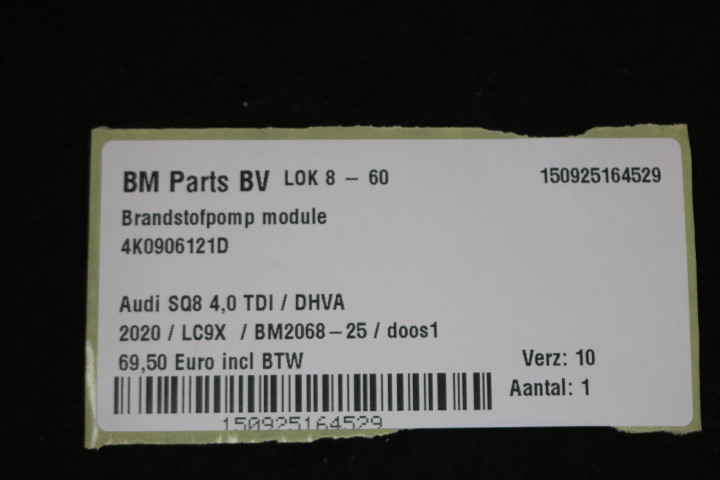 BM Parts BV LOK 8 – 60 150925164529
Brandstofpomp module
4K0906121D
Audi SQ8 4,0 TDI / DHVA
2020 / LC9X / BM2068–25 / doos1
69,50 Euro incl BTW Verz: 10
Aantal: 1
150925164529